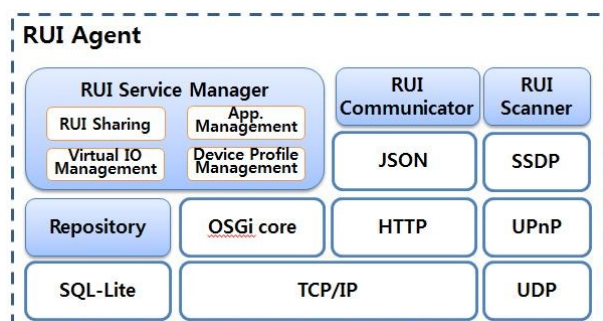 RUI Agent
RUI Service Manager
RUI Sharing
App.
Management
Virtual IO
Management
Device Profile
Management
RUI
Communicator
RUI
Scanner
JSON
SSDP
Repository
OSGi core
HTTP
UPnP
SQL-Lite
TCP/IP
UDP